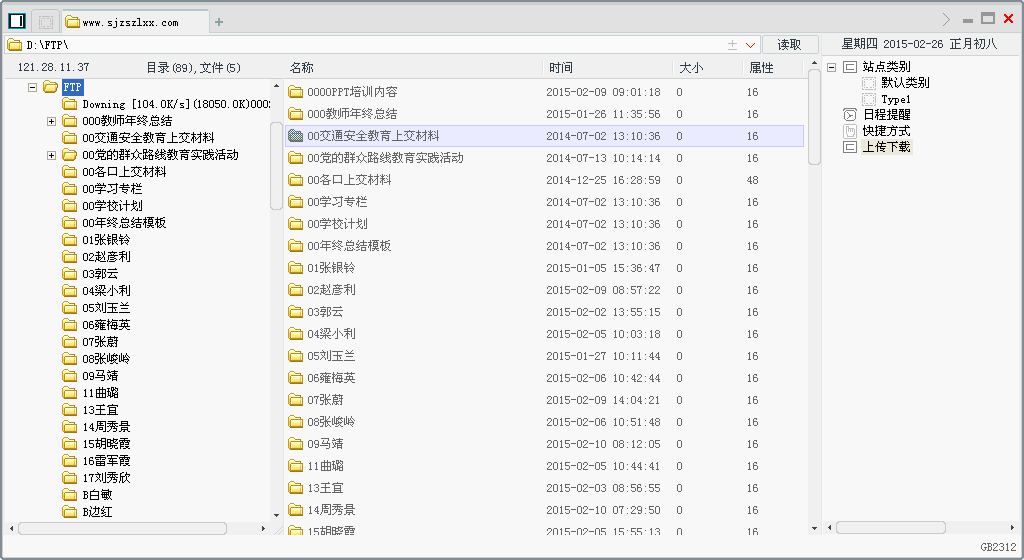 www.sjzszlxx.com
D:\FTP\
读取
星期四 2015-02-26 正月初八
121.28.11.37 目录(89),文件(5)
FTP
Downing [104.0K/s](18050.0K)000
000教师年终总结
00交通安全教育上交材料
00党的群众路线教育实践活动
00各口上交材料
00学习专栏
00学校计划
00年终总结模板
01张银铃
02赵彦利
03郭云
04梁小利
05刘玉兰
06雍梅英
07张蔚
08张峻岭
09马靖
11曲璐
13王宜
14周秀景
15胡晓霞
16雷军霞
17刘秀欣
B白敏
B边红
名称 时间 大小 属性
0000PPT培训内容 2015-02-09 09:01:18 0 16
000教师年终总结 2015-01-26 11:35:56 0 16
00交通安全教育上交材料 2014-07-02 13:10:36 0 16
00党的群众路线教育实践活动 2014-07-13 10:14:14 0 16
00各口上交材料 2014-12-25 16:28:59 0 48
00学习专栏 2014-07-02 13:10:36 0 16
00学校计划 2014-07-02 13:10:36 0 16
00年终总结模板 2014-07-02 13:10:36 0 16
01张银铃 2015-01-05 15:36:47 0 16
02赵彦利 2015-02-09 08:57:22 0 16
03郭云 2015-02-02 13:55:15 0 16
04梁小利 2015-02-05 10:03:18 0 16
05刘玉兰 2015-01-27 10:11:44 0 16
06雍梅英 2015-02-06 10:42:44 0 16
07张蔚 2015-02-09 14:04:21 0 16
08张峻岭 2015-02-06 10:51:48 0 16
09马靖 2015-02-10 08:12:05 0 16
11曲璐 2015-02-05 10:44:41 0 16
13王宜 2015-02-03 08:56:55 0 16
14周秀景 2015-02-10 07:29:50 0 16
15胡晓霞 2015-02-05 15:55:13 0 16
站点类别
默认类别
Type1
日程提醒
快捷方式
上传下载
GB2312